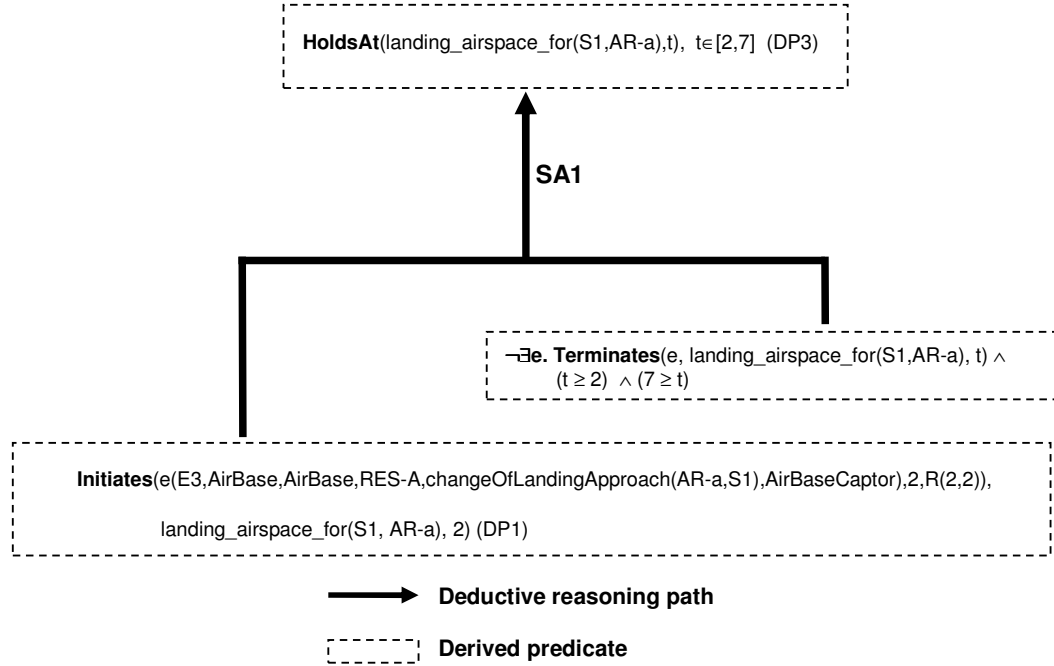 HoldsAt(landing_airspace_for(S1,AR-a),t), t∈[2,7] (DP3)
SA1
¬∃e. Terminates(e, landing_airspace_for(S1,AR-a), t) ∧
(t ≥ 2) ∧ (7 ≥ t)
Initiates(e(E3,AirBase,AirBase,RES-A,changeOfLandingApproach(AR-a,S1),AirBaseCaptor),2,R(2,2)),
landing_airspace_for(S1, AR-a), 2) (DP1)
Deductive reasoning path
Derived predicate